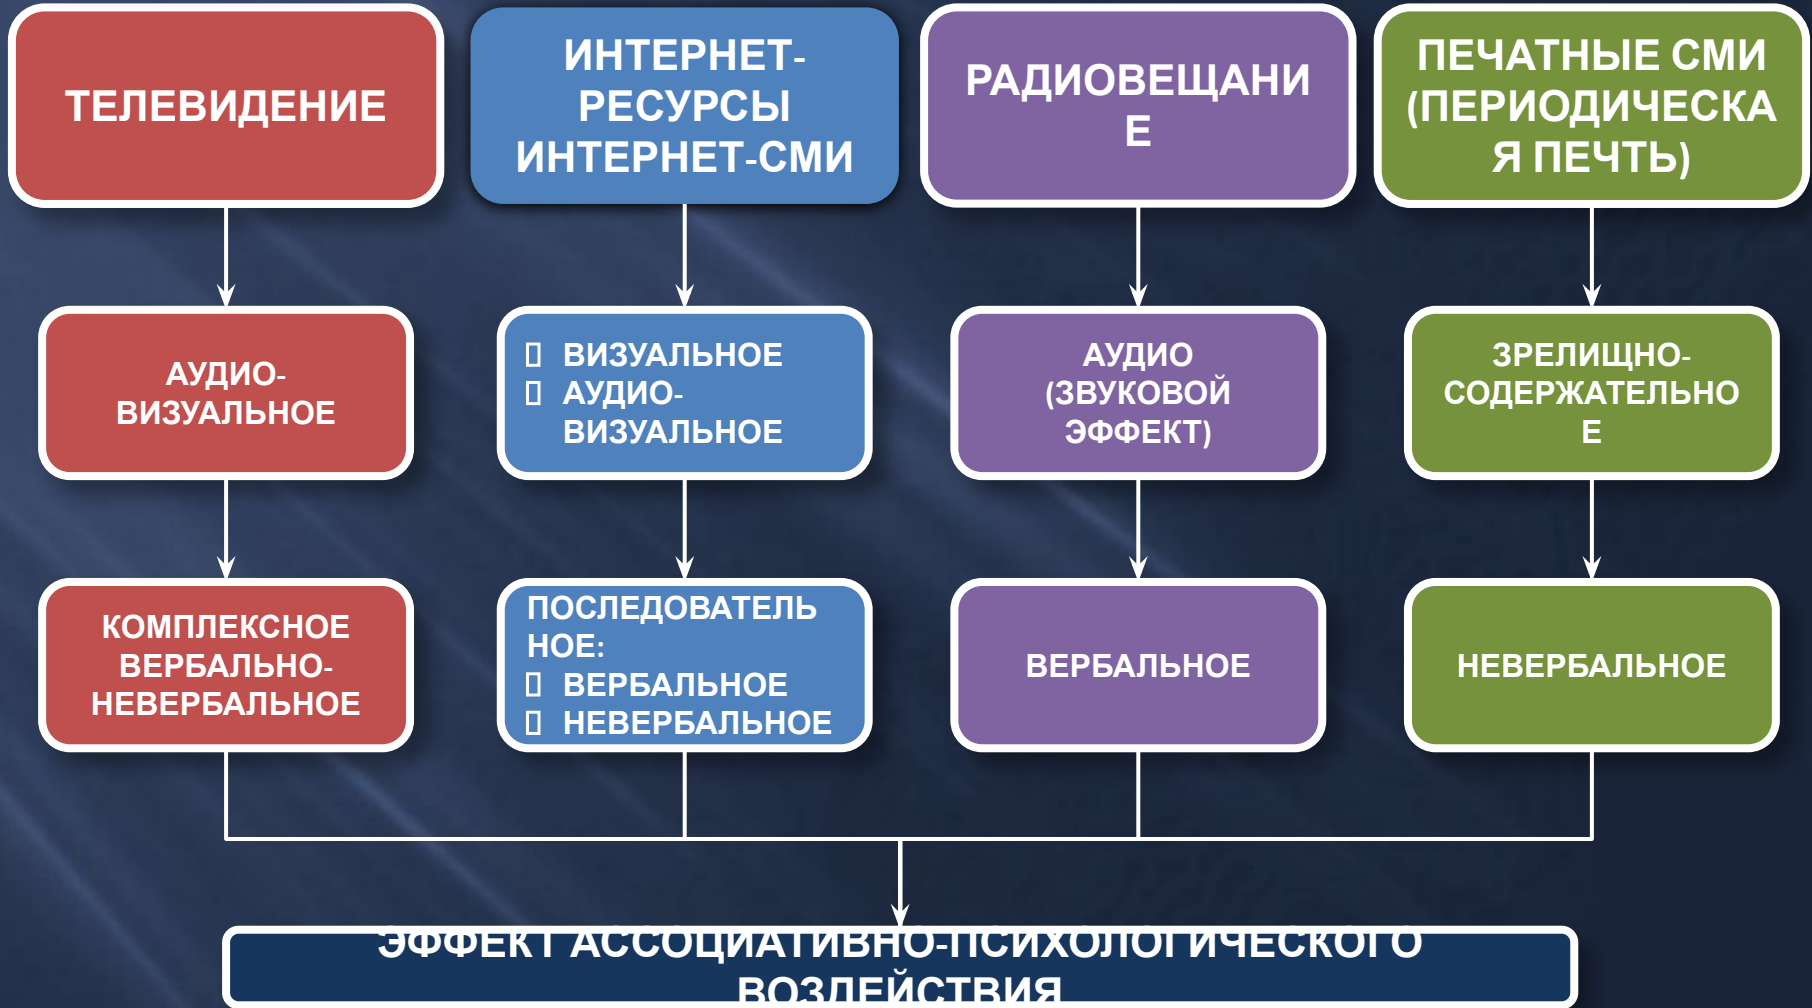 ТЕЛЕВИДЕНИЕ
ИНТЕРНЕТ-
РЕСУРСЫ
ИНТЕРНЕТ-СМИ
РАДИОВЕЩАНИ
Е
ПЕЧАТНЫЕ СМИ
(ПЕРИОДИЧЕСКА
Я ПЕЧТЬ)
АУДИО-
ВИЗУАЛЬНОЕ
ВИЗУАЛЬНОЕ
АУДИО-
ВИЗУАЛЬНОЕ
АУДИО
(ЗВУКОВОЙ
ЭФФЕКТ)
ЗРЕЛИЩНО-
СОДЕРЖАТЕЛЬНО
Е
КОМПЛЕКСНОЕ
ВЕРБАЛЬНО-
НЕВЕРБАЛЬНОЕ
ПОСЛЕДОВАТЕЛЬ
НОЕ:
ВЕРБАЛЬНОЕ
НЕВЕРБАЛЬНОЕ
ВЕРБАЛЬНОЕ
НЕВЕРБАЛЬНОЕ
ЭФФЕКТ АССОЦИАТИВНО-ПСИХОЛОГИЧЕСКОГО
ВОЗДЕЙСТВИЯ